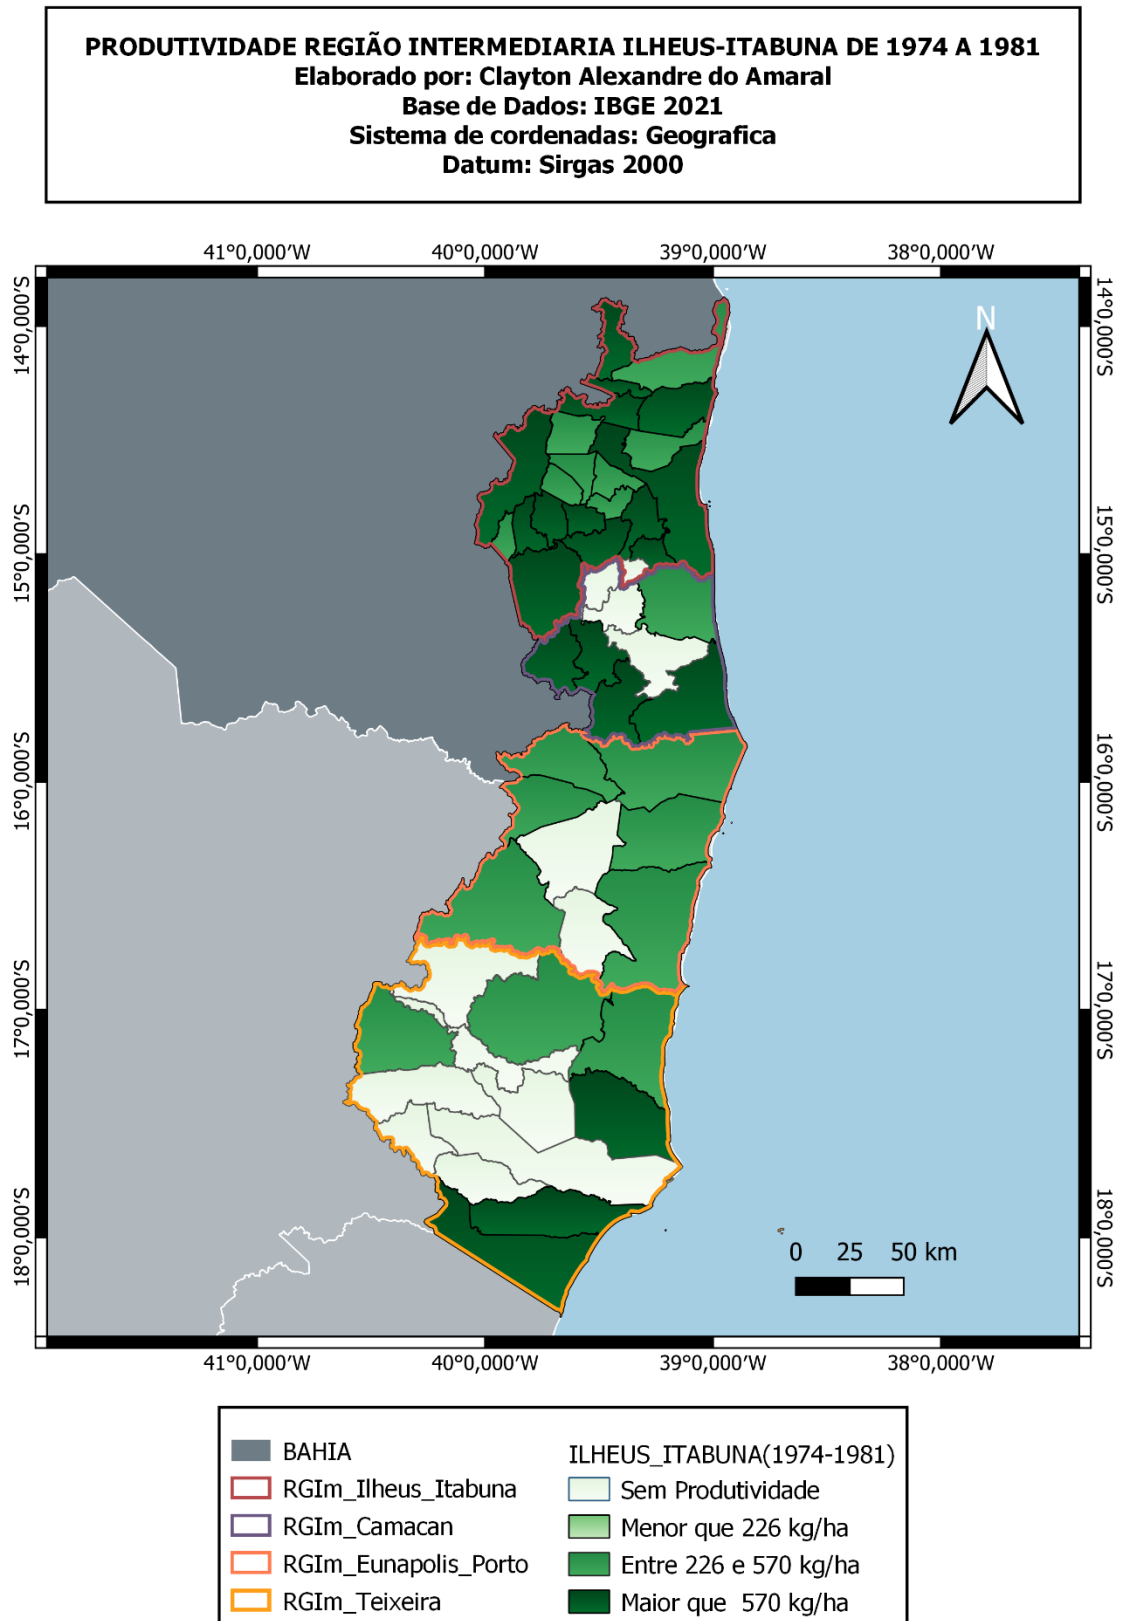 PRODUTIVIDADE REGIÃO INTERMEDIARIA ILHEUS-ITABUNA DE 1974 A 1981
Elaborado por: Clayton Alexandre do Amaral
Base de Dados: IBGE 2021
Sistema de cordenadas: Geografica
Datum: Sirgas 2000
41°0,000′W 40°0,000′W 39°0,000′W 38°0,000′W
14°0,000′S 14°0,000′S
N
15°0,000′S 15°0,000′S
16°0,000′S 16°0,000′S
17°0,000′S 17°0,000′S
18°0,000′S 18°0,000′S
0 25 50 km
41°0,000′W 40°0,000′W 39°0,000′W 38°0,000′W
BAHIA
RGIm_Ilheus_Itabuna
RGIm_Camacan
RGIm_Eunapolis_Porto
RGIm_Teixeira
ILHEUS_ITABUNA(1974-1981)
Sem Produtividade
Menor que 226 kg/ha
Entre 226 e 570 kg/ha
Maior que 570 kg/ha